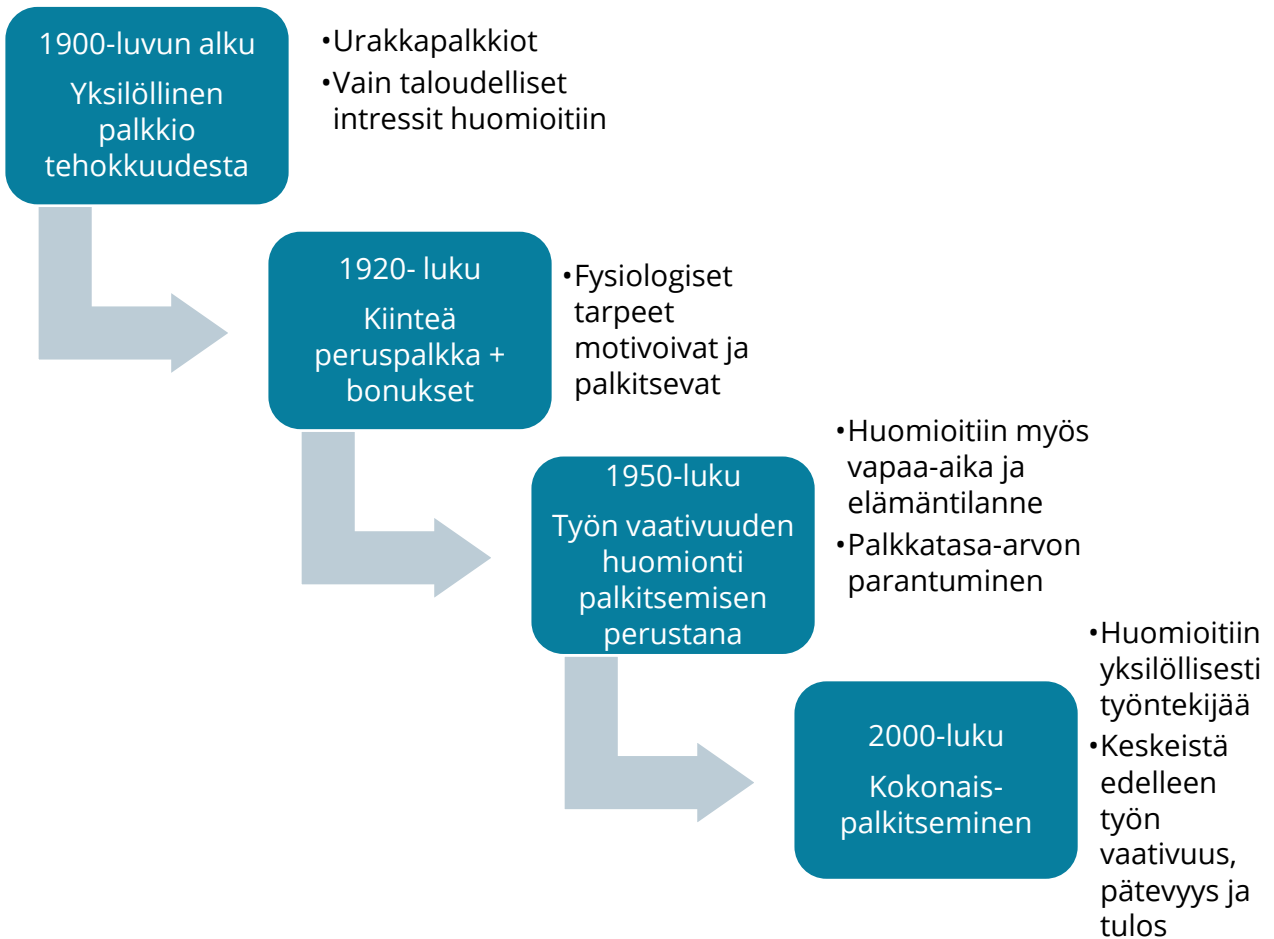 1900-luvun alku
Yksilöllinen
palkkio
tehokkuudesta
•Urakkapalkkiot
•Vain taloudelliset
intressit huomioitiin
1920- luku
Kiinteä
peruspalkka +
bonukset
•Fysiologiset
tarpeet
motivoivat ja
palkitsevat
1950-luku
Työn vaativuuden
huomionti
palkitsemisen
perustana
•Huomioitiin myös
vapaa-aika ja
elämäntilanne
•Palkkatasa-arvon
parantuminen
2000-luku
Kokonais-
palkitseminen
•Huomioitiin
yksilöllisesti
työntekijää
•Keskeistä
edelleen
työn
vaativuus,
pätevyys ja
tulos